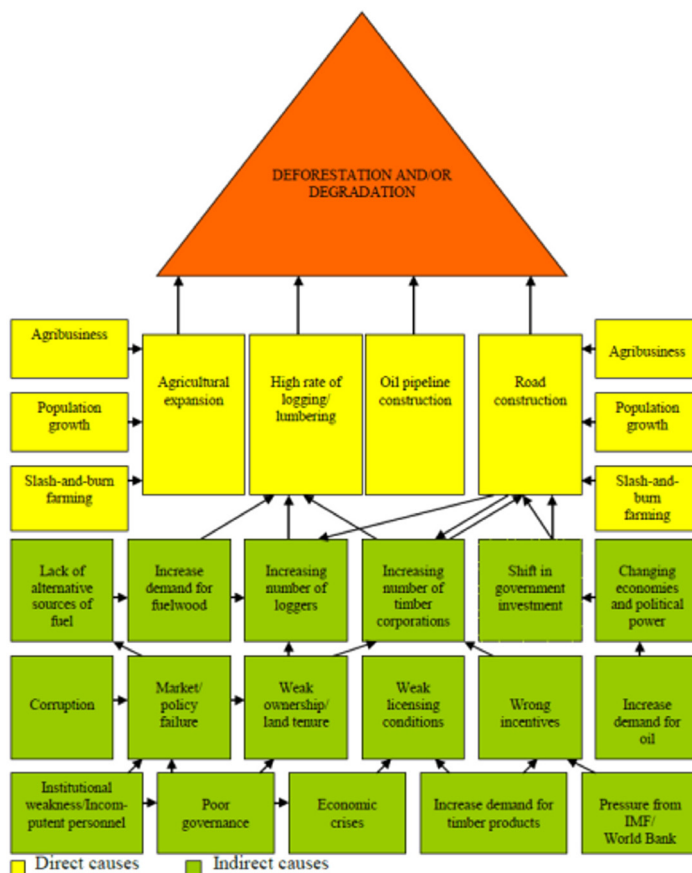 DEFORESTATION AND/OR
DEGRADATION
Agribusiness
Population
growth
Slash-and-burn
farming
Agricultural
expansion
High rate of
logging/
lumbering
Oil pipeline
construction
Road
construction
Agribusiness
Population
growth
Slash-and-
burn
farming
Lack of
alternative
sources of
fuel
Increase
demand for
fuelwood
Increasing
number of
loggers
Increasing
number of
timber
corporations
Shift in
government
investment
Changing
economies
and political
power
Corruption
Market/
policy
failure
Weak
ownership/
land tenure
Weak
licensing
conditions
Wrong
incentives
Increase
demand for
oil
Institutional
weakness/Incom-
putent personnel
Poor
governance
Economic
crises
Increase demand for
timber products
Pressure from
IMF/
World Bank
Direct causes
Indirect causes